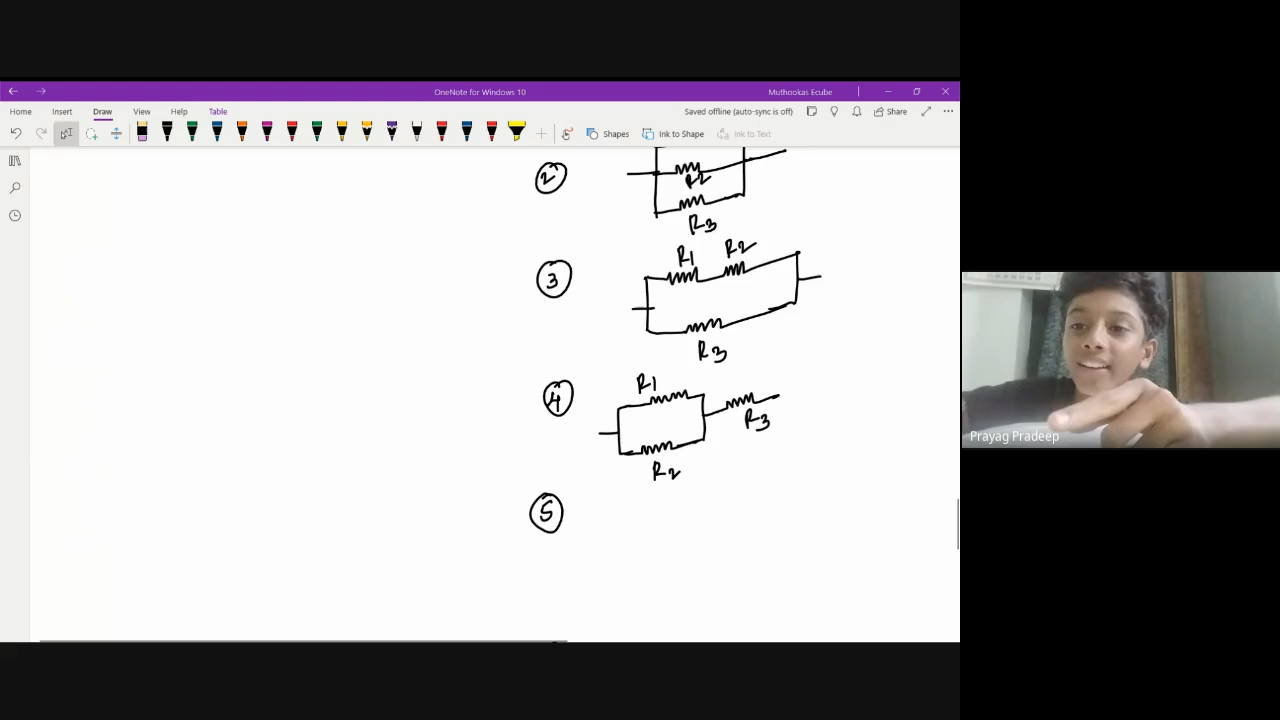 OneNote for Windows 10
Muthookas Ecube
Home Insert Draw View Help Table
Saved offline (auto-sync is off)
Share
Shapes
Ink to Shape
Ink to Text
2
R2
R3
3
R1 R2
R3
4
R1
R3
R2
5
Prayag Pradeep